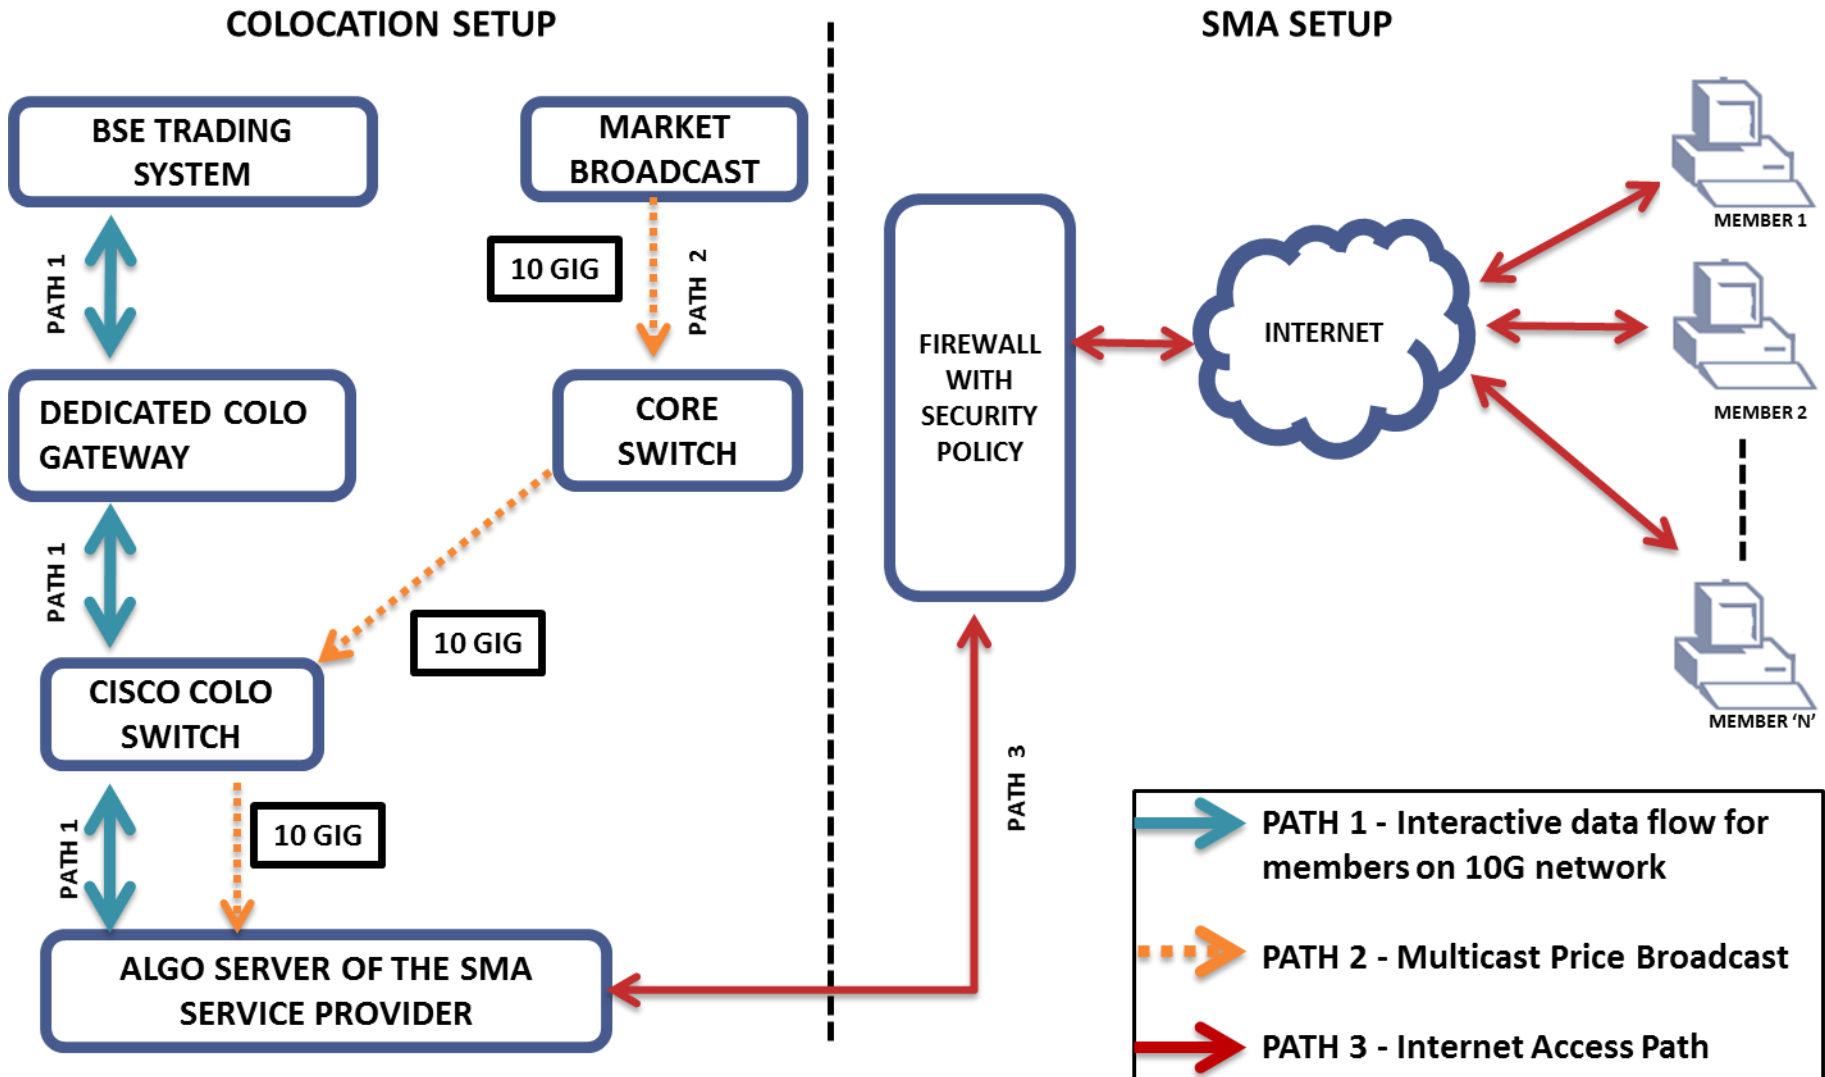 COLOCATION SETUP
SMA SETUP
BSE TRADING
SYSTEM
MARKET
BROADCAST
PATH 1
10 GIG
PATH 2
DEDICATED COLO
GATEWAY
CORE
SWITCH
PATH 1
10 GIG
CISCO COLO
SWITCH
PATH 1
10 GIG
ALGO SERVER OF THE SMA
SERVICE PROVIDER
FIREWALL
WITH
SECURITY
POLICY
INTERNET
MEMBER 1
MEMBER 2
MEMBER ‘N’
PATH 3
PATH 1 - Interactive data flow for
members on 10G network
PATH 2 - Multicast Price Broadcast
PATH 3 - Internet Access Path